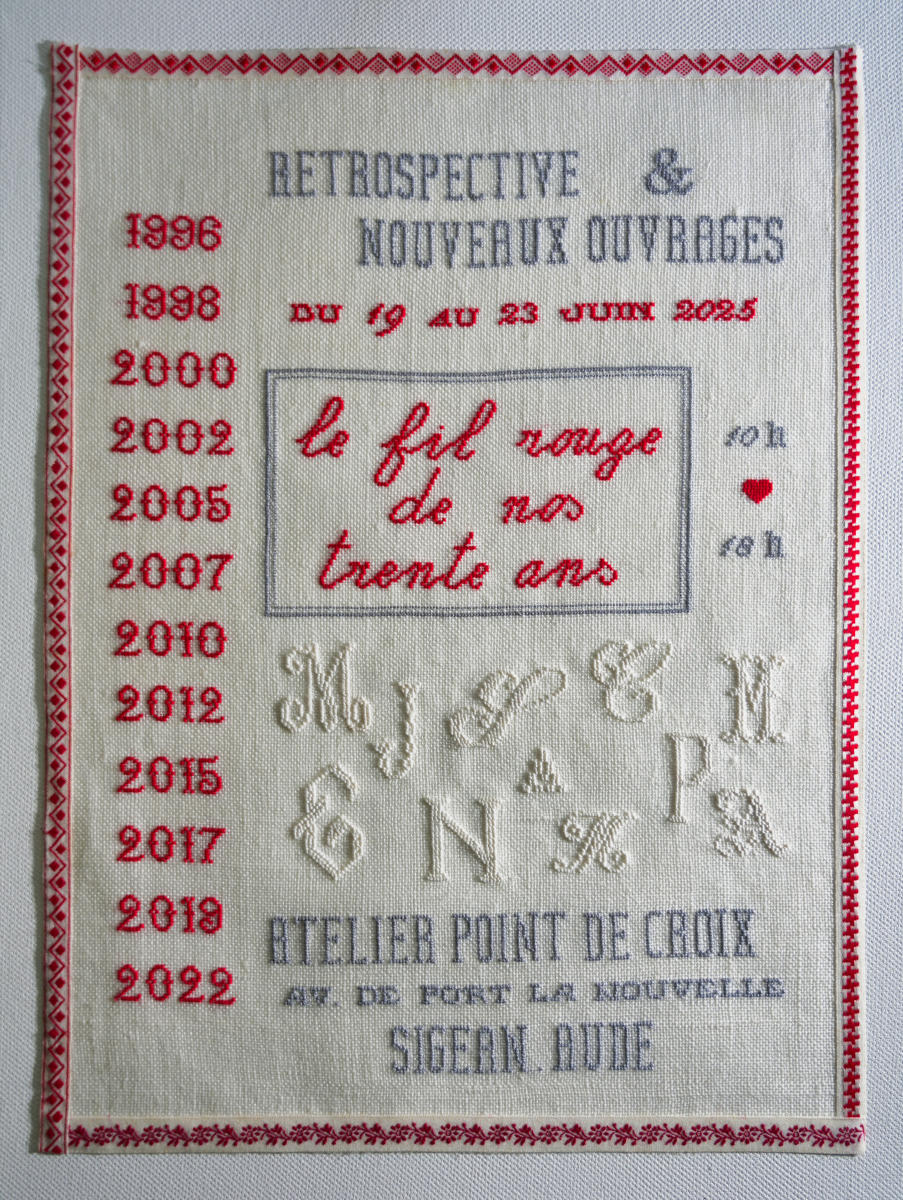 RETROSPECTIVE &
NOUVEAUX OUVRAGES
DU 19 AU 23 JUIN 2025
1996
1998
2000
2002
2005
2007
2010
2012
2015
2017
2019
2022
le fil rouge
de nos
trente ans
10 h
18 h
M J S C M
A P
E N K A
ATELIER POINT DE CROIX
AV. DE PORT LA NOUVELLE
SIGEAN. AUDE